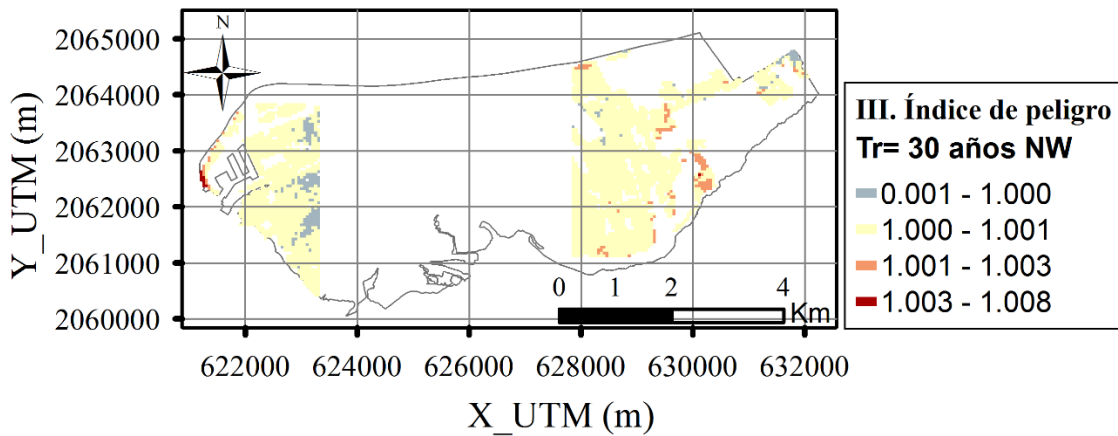 N
2065000
2064000
2063000
2062000
2061000
2060000
Y_UTM (m)
0 1 2 4
Km
622000 624000 626000 628000 630000 632000
X_UTM (m)
III. Índice de peligro
Tr= 30 años NW
0.001 - 1.000
1.000 - 1.001
1.001 - 1.003
1.003 - 1.008